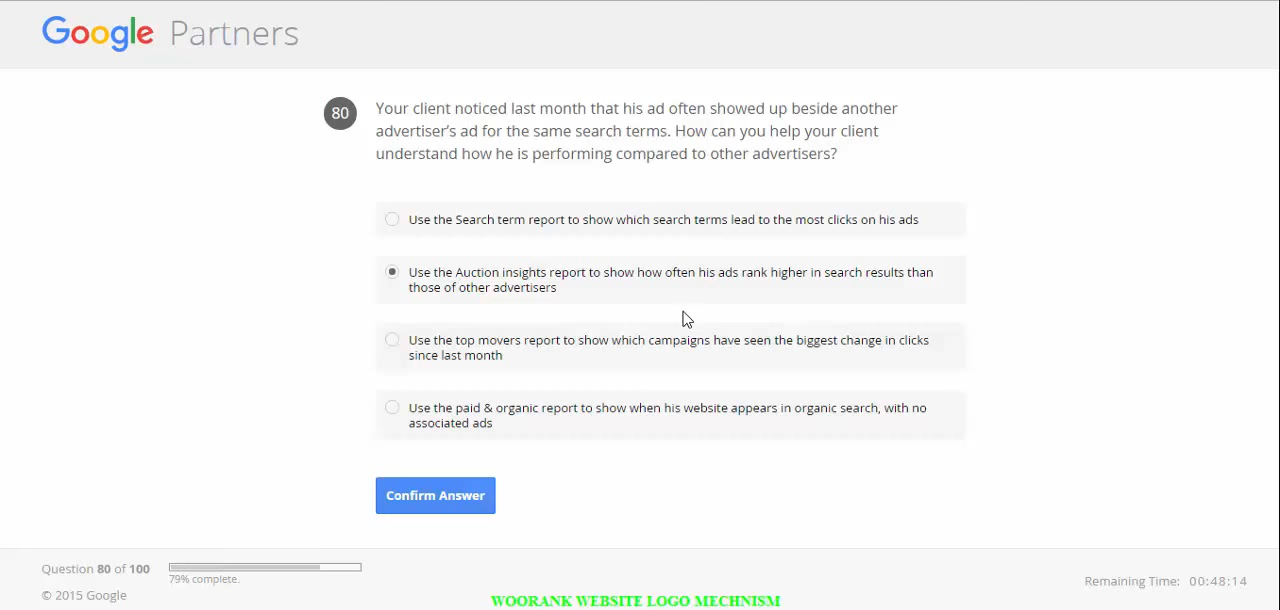 Google Partners
80
Your client noticed last month that his ad often showed up beside another
advertiser's ad for the same search terms. How can you help your client
understand how he is performing compared to other advertisers?
Use the Search term report to show which search terms lead to the most clicks on his ads
Use the Auction insights report to show how often his ads rank higher in search results than
those of other advertisers
Use the top movers report to show which campaigns have seen the biggest change in clicks
since last month
Use the paid & organic report to show when his website appears in organic search, with no
associated ads
Confirm Answer
Question 80 of 100
79% complete.
Remaining Time: 00:48:14
© 2015 Google
WOORANK WEBSITE LOGO MECHNISM